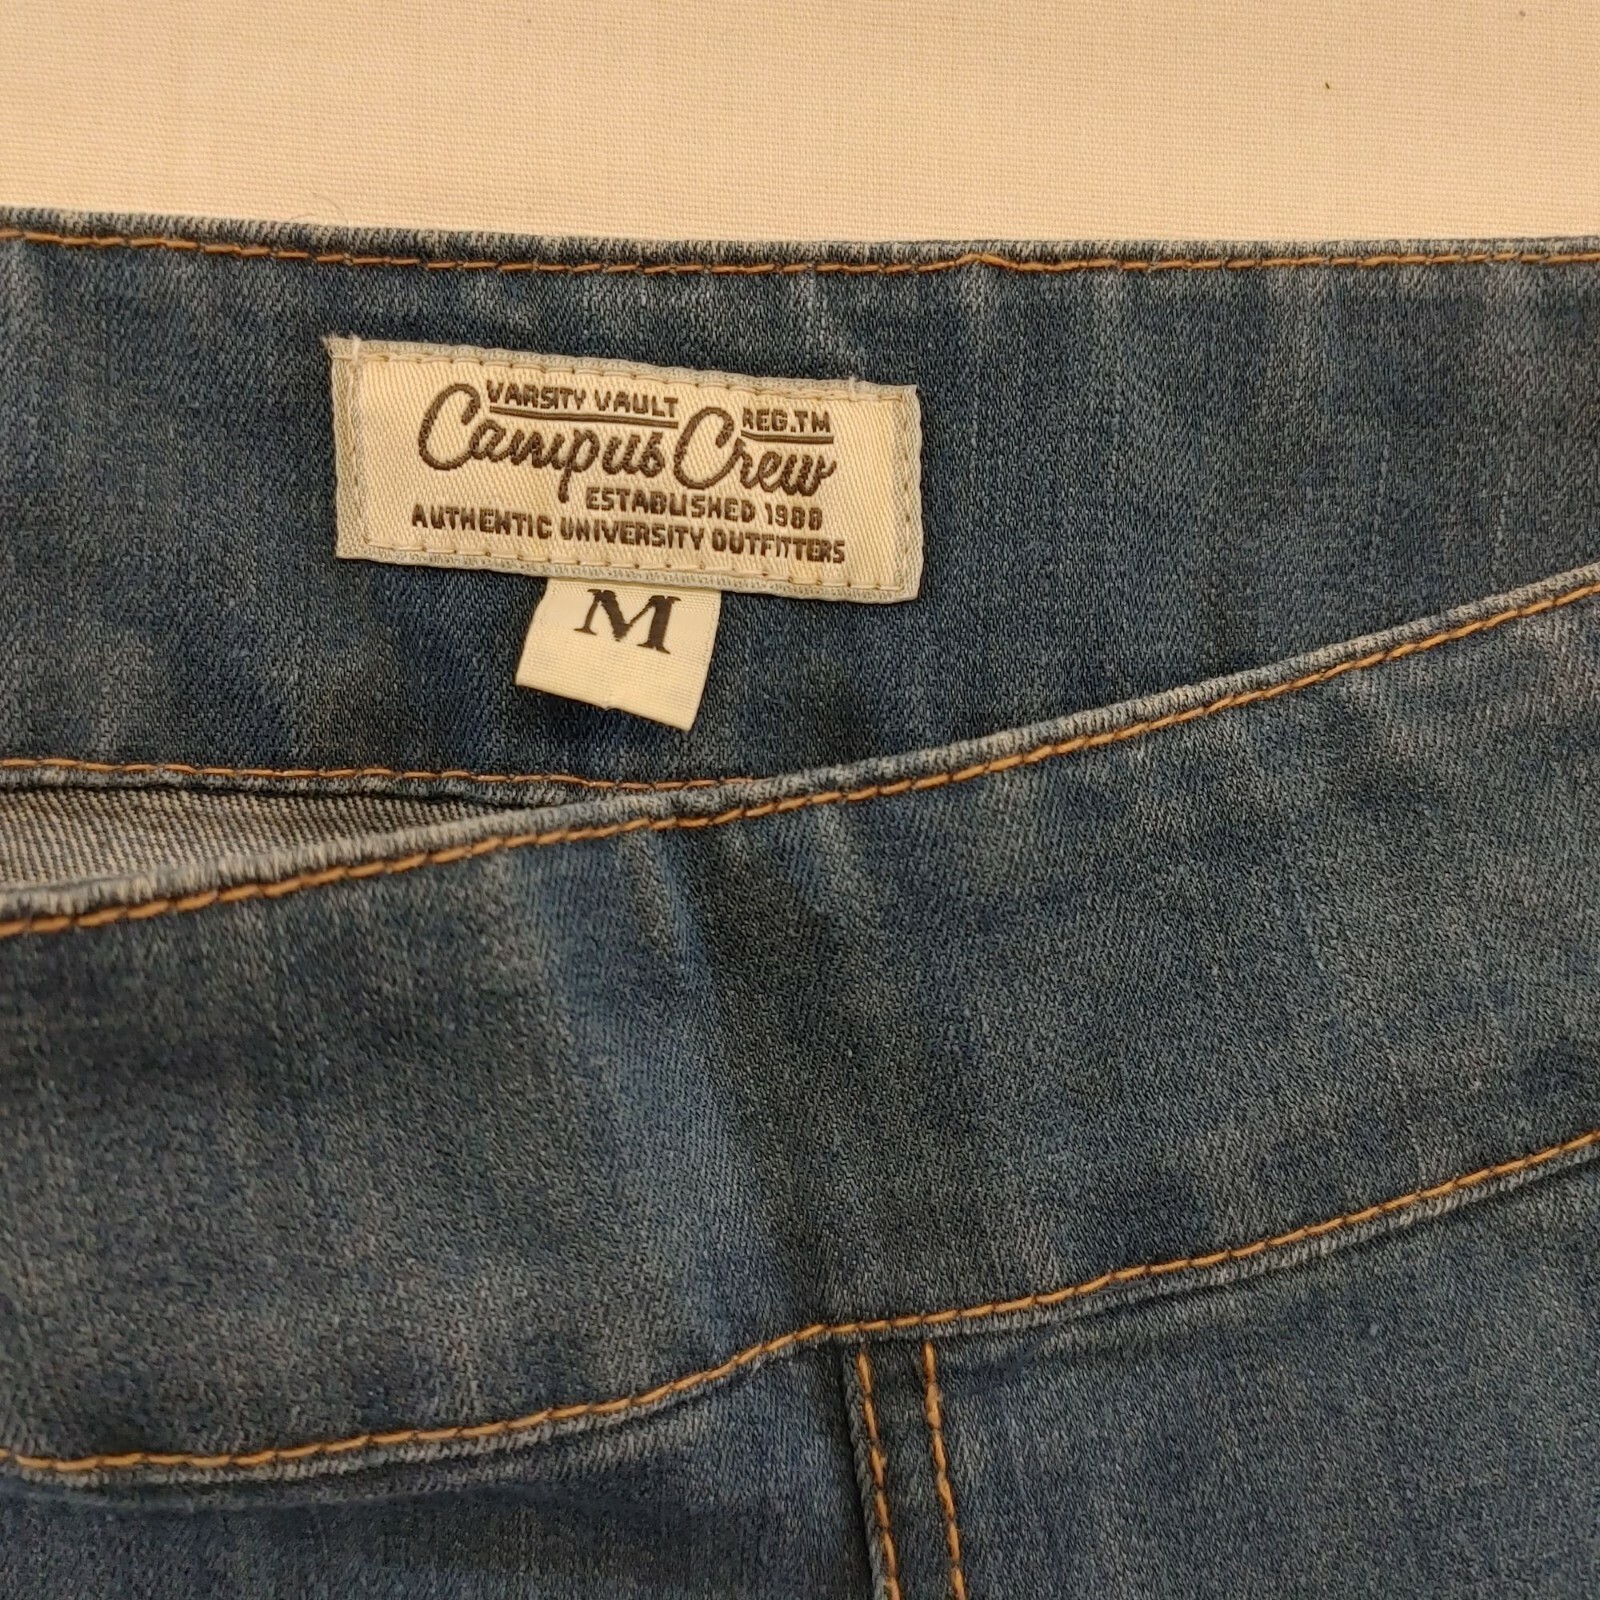 VARSITY VAULT REG.TM
Campus Crew
ESTABLISHED 1988
AUTHENTIC UNIVERSITY OUTFITTERS
M